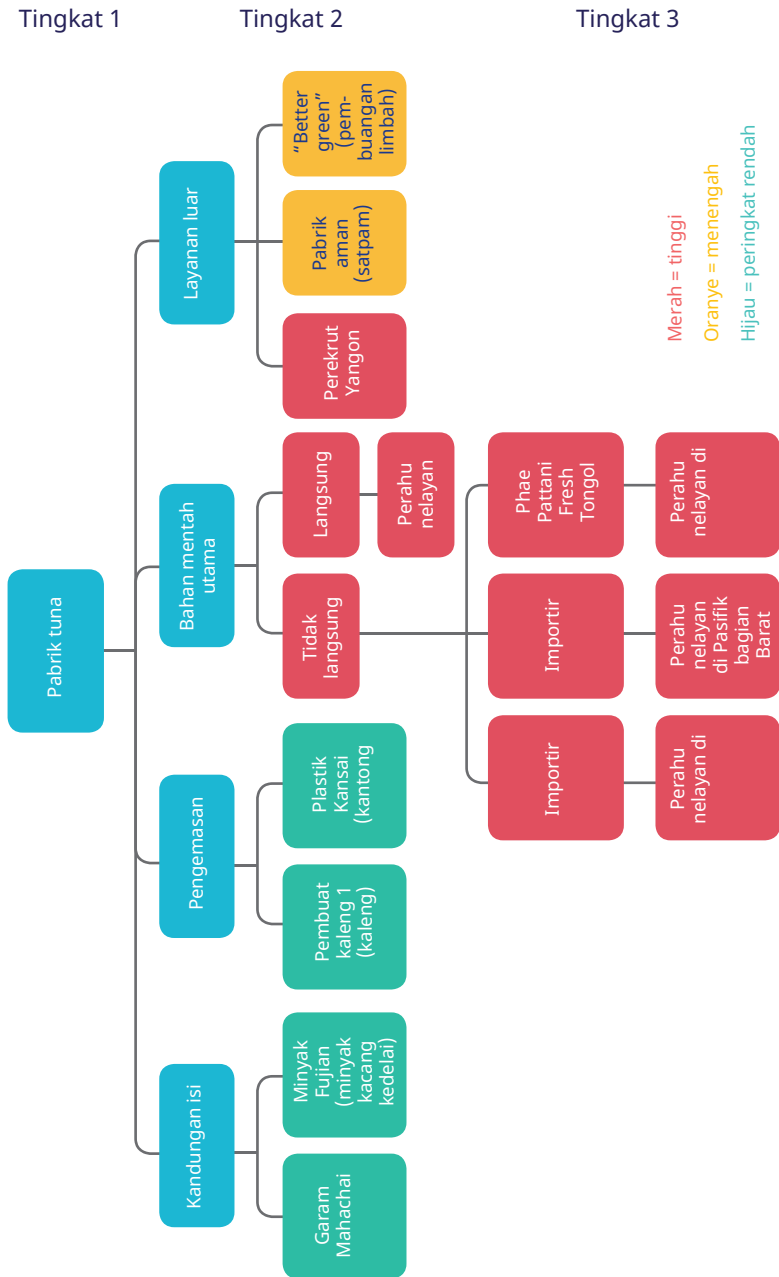 Tingkat 1
Tingkat 2
Tingkat 3
Pabrik tuna
Kandungan isi
Pengemasan
Bahan mentah
utama
Layanan luar
Garam
Mahachai
Minyak
Fujian
(minyak
kacang
kedelai)
Pembuat
kaleng 1
(kaleng)
Plastik
Kansai
(kantong)
Tidak
langsung
Langsung
Perahu
nelayan
Perekrut
Yangon
Pabrik
aman
(satpam)
“Better
green”
(pem-
buangan
limbah)
Importir
Importir
Phae
Pattani
Fresh
Tongol
Perahu
nelayan di
Perahu
nelayan
di Pasifik
bagian
Barat
Perahu
nelayan di
Merah = tinggi
Oranye = menengah
Hijau = peringkat rendah